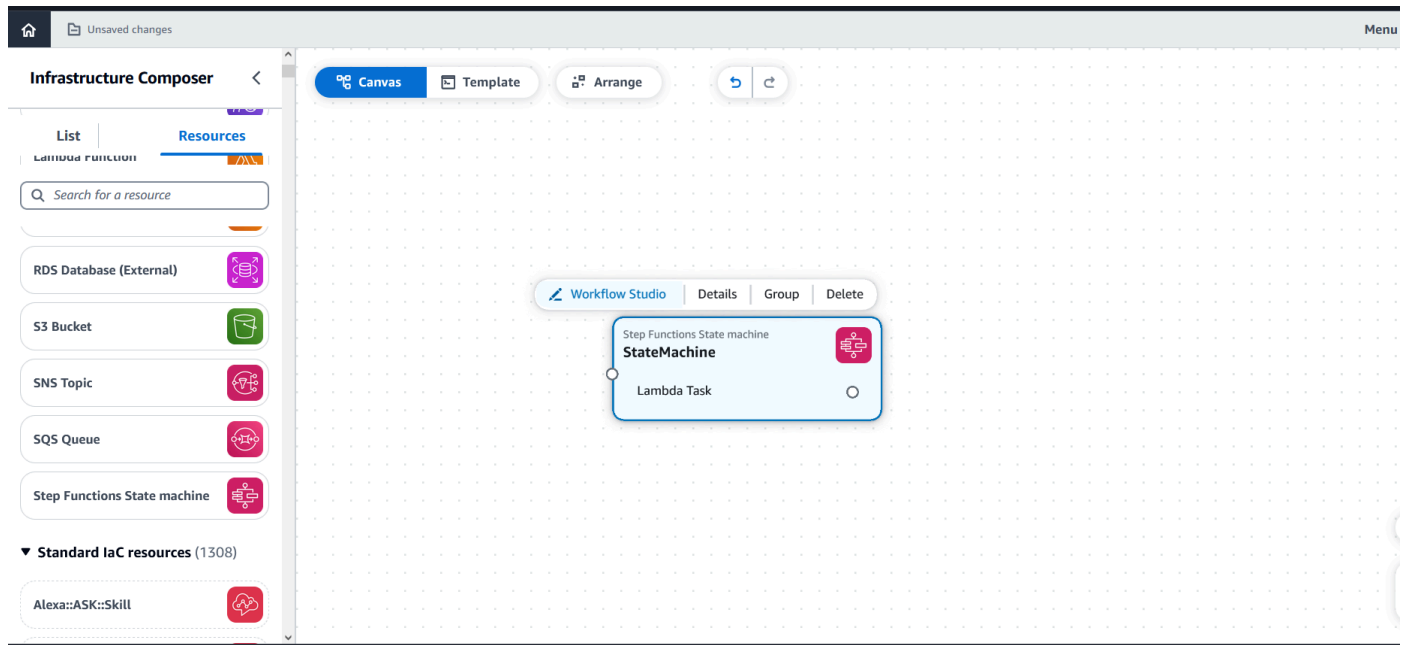 Unsaved changes
Menu
Infrastructure Composer
Canvas
Template
Arrange
List
Resources
Lambda Function
Search for a resource
RDS Database (External)
S3 Bucket
SNS Topic
SQS Queue
Step Functions State machine
Standard IaC resources (1308)
Alexa::ASK::Skill
Workflow Studio
Details
Group
Delete
Step Functions State machine
StateMachine
Lambda Task